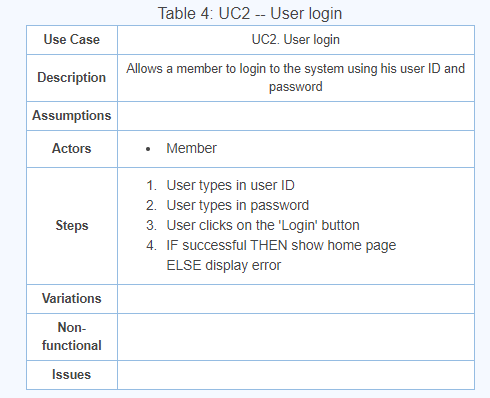 Table 4: UC2 -- User login
Use Case
UC2. User login
Description
Allows a member to login to the system using his user ID and
password
Assumptions
Actors
• Member
Steps
1. User types in user ID
2. User types in password
3. User clicks on the 'Login' button
4. IF successful THEN show home page
ELSE display error
Variations
Non-
functional
Issues